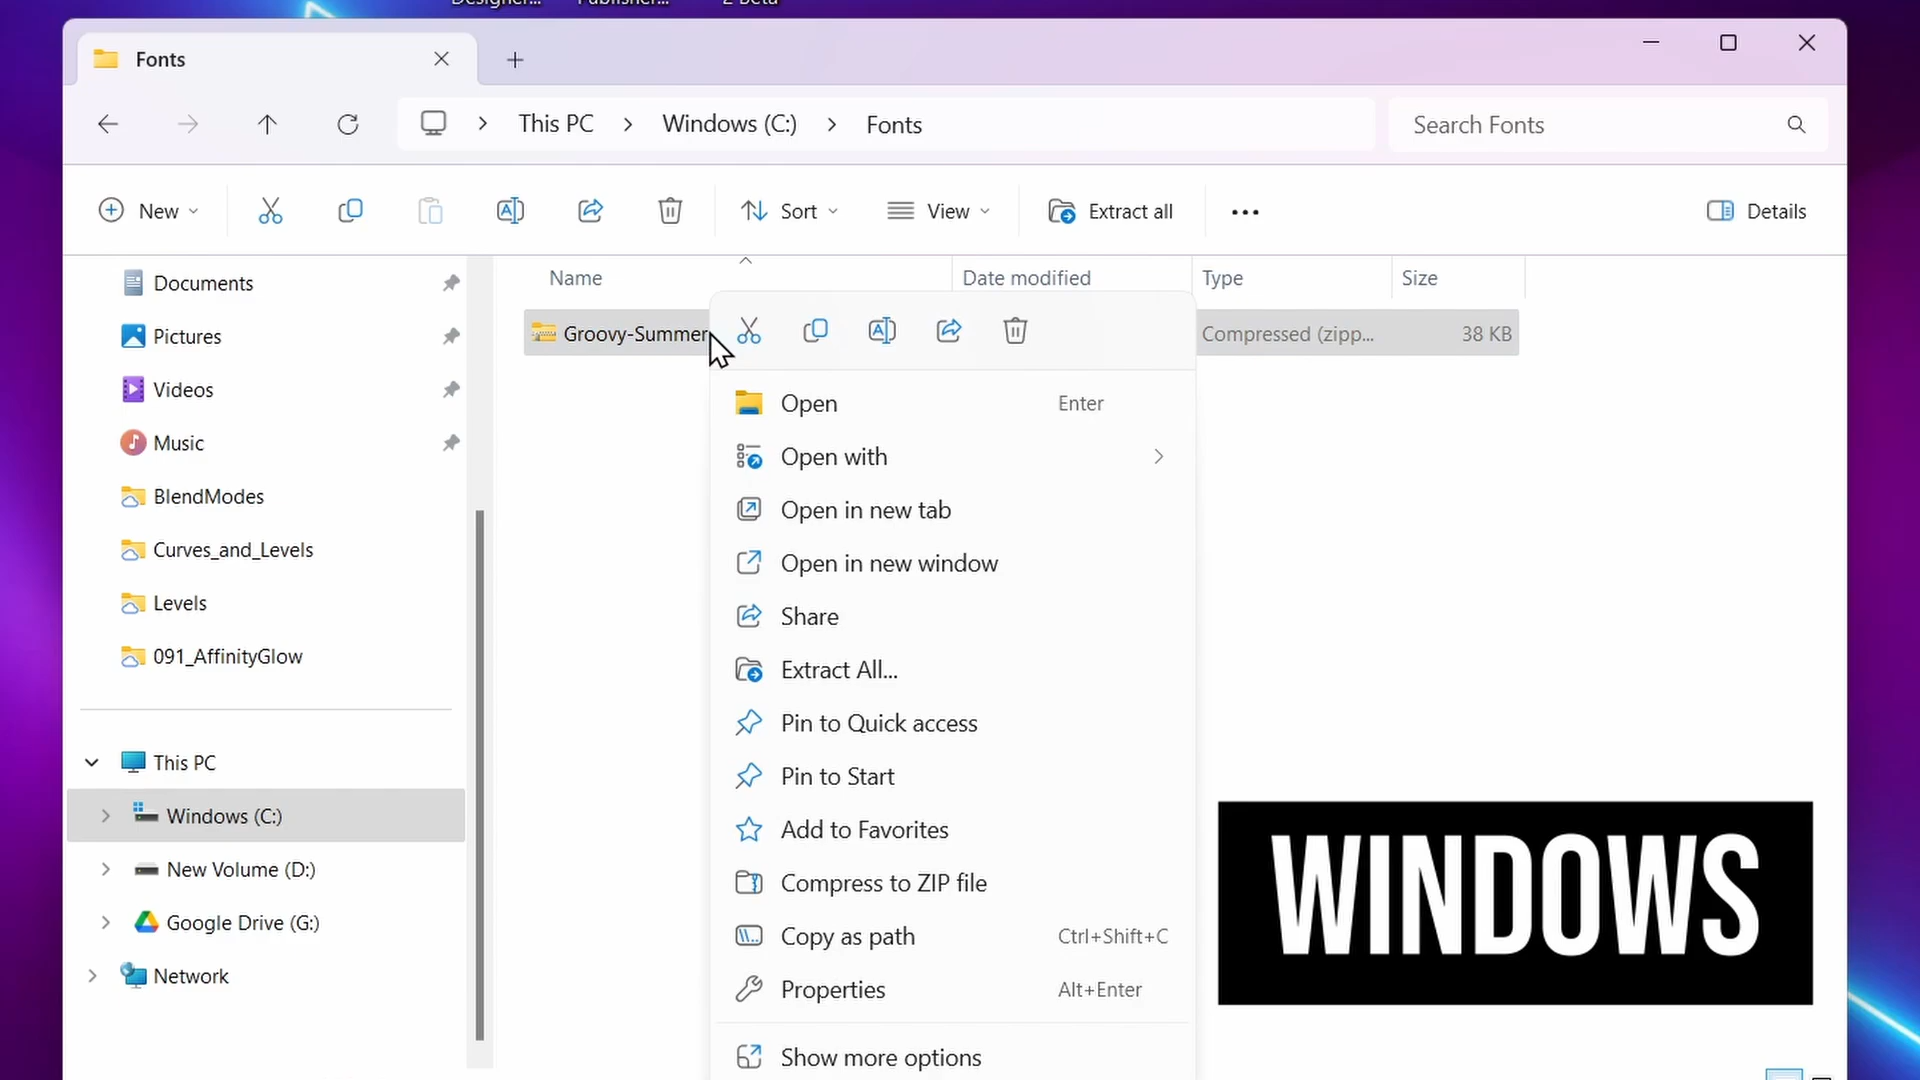 Designer... Publisher... 2 Beta
Fonts
This PC > Windows (C:) > Fonts
Search Fonts
New
Sort
View
Extract all
Details
Name
Date modified
Type
Size
Groovy-Summer
Compressed (zipp...
38 KB
Documents
Pictures
Videos
Music
BlendModes
Curves_and_Levels
Levels
091_AffinityGlow
This PC
Windows (C:)
New Volume (D:)
Google Drive (G:)
Network
Open Enter
Open with
Open in new tab
Open in new window
Share
Extract All...
Pin to Quick access
Pin to Start
Add to Favorites
Compress to ZIP file
Copy as path Ctrl+Shift+C
Properties Alt+Enter
Show more options
WINDOWS